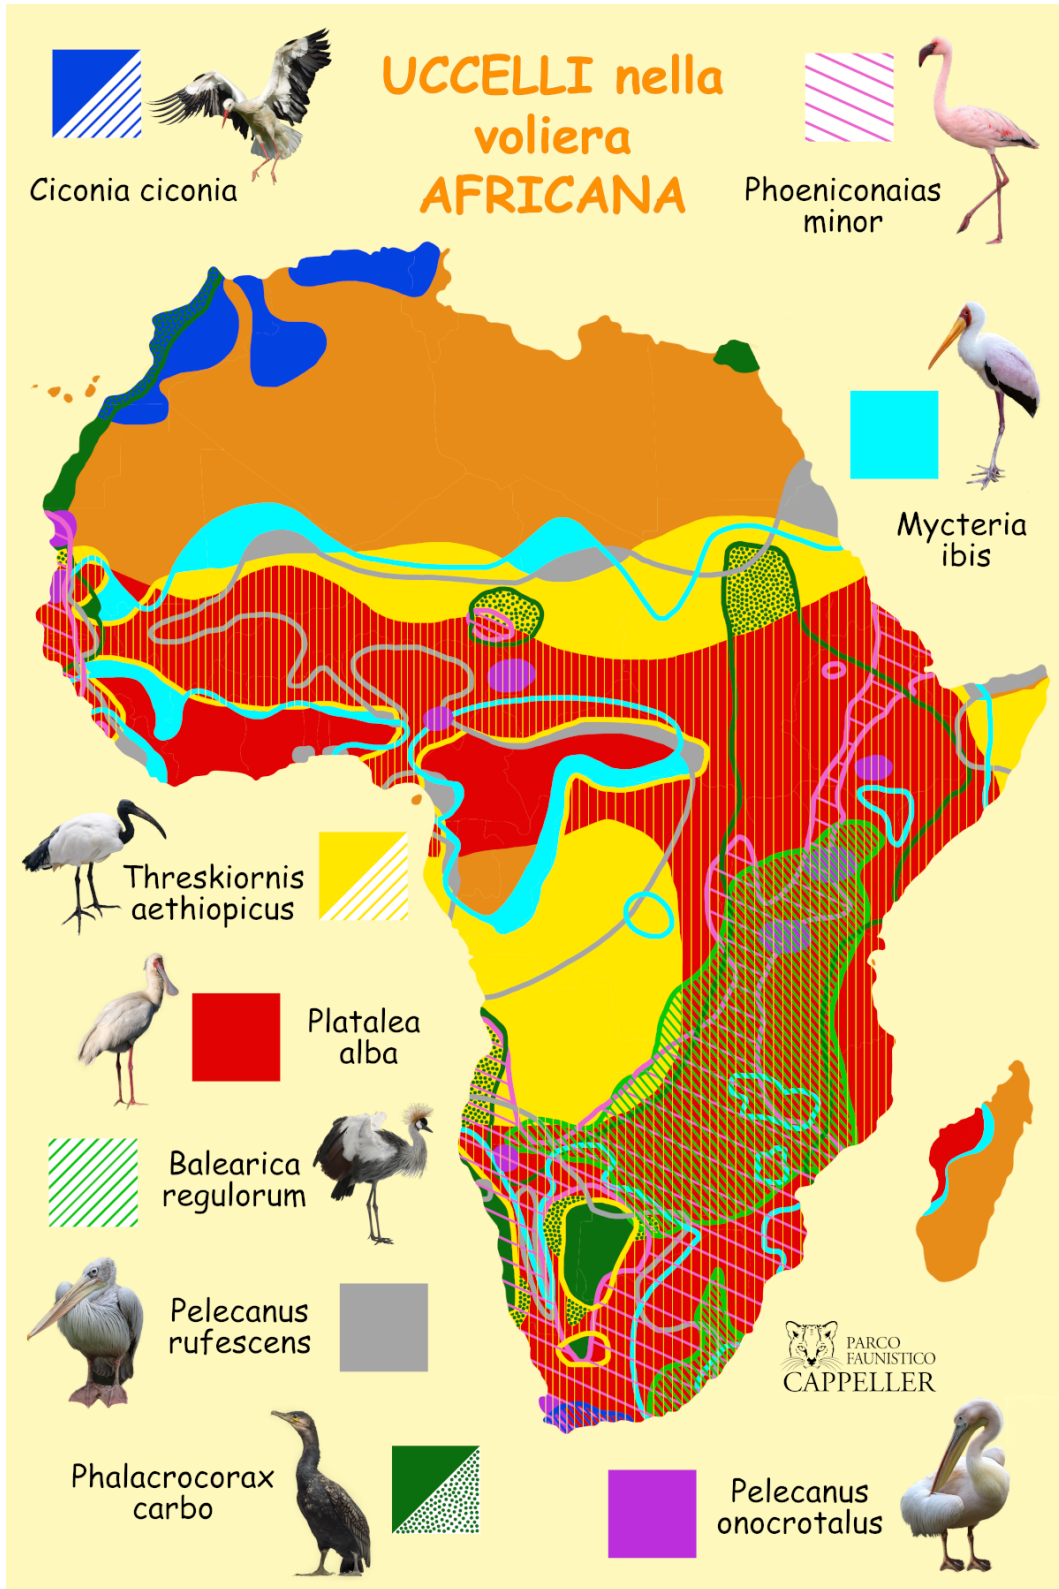 UCCELLI nella
voliera
AFRICANA
Ciconia ciconia
Phoeniconaias
minor
Mycteria
ibis
Threskiornis
aethiopicus
Platalea
alba
Balearica
regulorum
Pelecanus
rufescens
PARCO
FAUNISTICO
CAPPELLER
Phalacrocorax
carbo
Pelecanus
onocrotalus